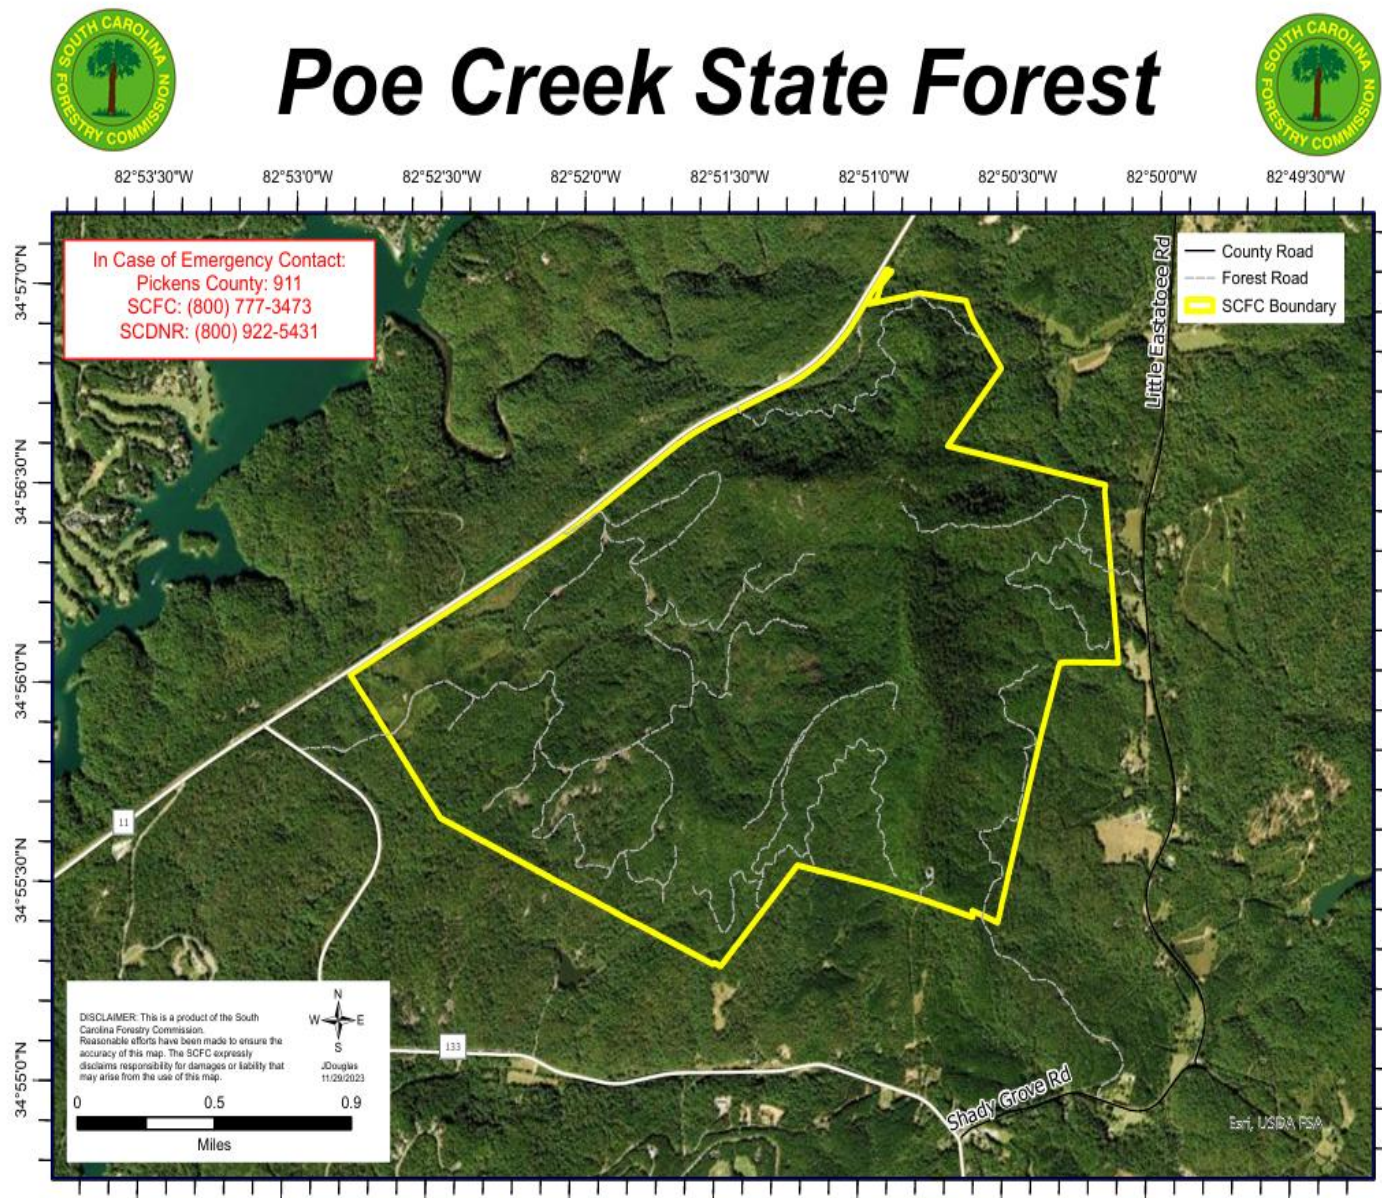 SOUTH CAROLINA
FORESTRY COMMISSION
Poe Creek State Forest
SOUTH CAROLINA
FORESTRY COMMISSION
82°53'30"W 82°53'0"W 82°52'30"W 82°52'0"W 82°51'30"W 82°51'0"W 82°50'30"W 82°50'0"W 82°49'30"W
34°57'0"N
34°56'30"N
34°56'0"N
34°55'30"N
34°55'0"N
In Case of Emergency Contact:
Pickens County: 911
SCFC: (800) 777-3473
SCDNR: (800) 922-5431
Little Eastatoee Rd
County Road
Forest Road
SCFC Boundary
11
133
Shady Grove Rd
DISCLAIMER: This is a product of the South
Carolina Forestry Commission.
Reasonable efforts have been made to ensure the
accuracy of this map. The SCFC expressly
disclaims responsibility for damages or liability that
may arise from the use of this map.
N
W E
S
JDouglas
11/29/2023
0 0.5 0.9
Miles
Esri, USDA FSA